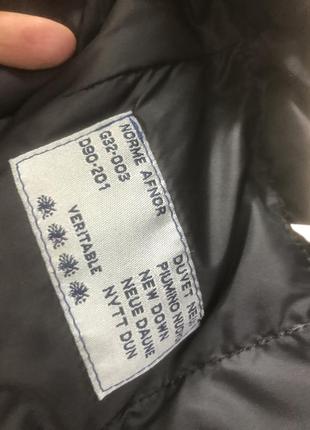 NORME AFNOR
G32-003
D90-201
VERITABLE
DUVET
PIUMINO
NEW DOWN
NEUE DAUNE
NYTT DUN